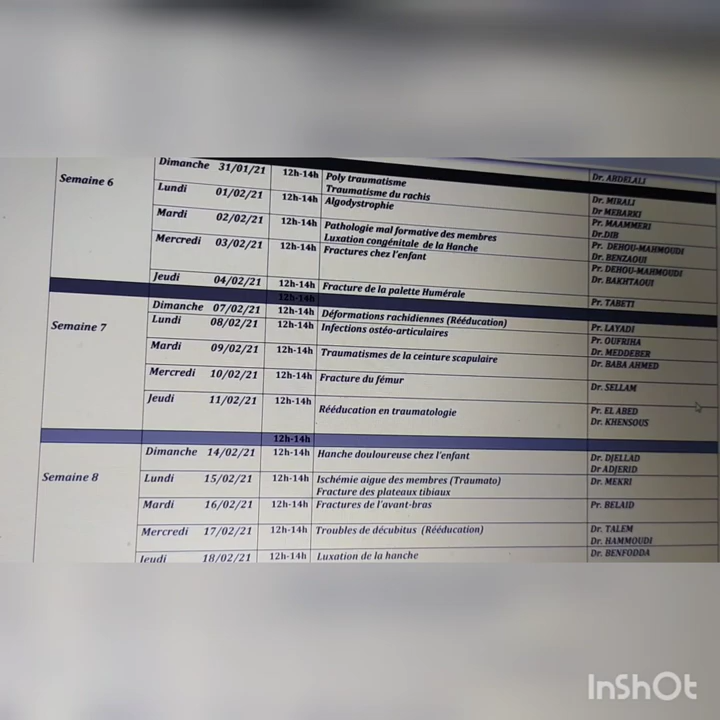 Semaine 6
Dimanche 31/01/21 12h-14h Poly traumatisme Dr. ABDELALI
Traumatisme du rachis
Lundi 01/02/21 12h-14h Algodystrophie Dr. MIRALI
Dr MEBARKI
Mardi 02/02/21 12h-14h Pathologie mal formative des membres Pr. MAAMMERI
Luxation congénitale de la Hanche Dr.DIB
Mercredi 03/02/21 12h-14h Fractures chez l'enfant Pr. DEHOU-MAHMOUDI
Dr. BENZAOUI
Pr. DEHOU-MAHMOUDI
Dr. BAKHTAOUI
Jeudi 04/02/21 12h-14h Fracture de la palette Humérale Pr. TABETI
12h-14h
Semaine 7
Dimanche 07/02/21 12h-14h Déformations rachidiennes (Rééducation) Pr. LAYADI
Lundi 08/02/21 12h-14h Infections ostéo-articulaires Pr. OUFRIHA
Dr. MEDDEBER
Mardi 09/02/21 12h-14h Traumatismes de la ceinture scapulaire Dr. BABA AHMED
Mercredi 10/02/21 12h-14h Fracture du fémur Dr. SELLAM
Jeudi 11/02/21 12h-14h Rééducation en traumatologie Pr. EL ABED
Dr. KHENSOUS
12h-14h
Semaine 8
Dimanche 14/02/21 12h-14h Hanche douloureuse chez l'enfant Dr. DJELLAD
Dr ADJERID
Lundi 15/02/21 12h-14h Ischémie aigue des membres (Traumato) Dr. MEKRI
Fracture des plateaux tibiaux
Mardi 16/02/21 12h-14h Fractures de l'avant-bras Pr. BELAID
Mercredi 17/02/21 12h-14h Troubles de décubitus (Rééducation) Dr. TALEM
Dr. HAMMOUDI
Jeudi 18/02/21 12h-14h Luxation de la hanche Dr. BENFODDA
InShOt